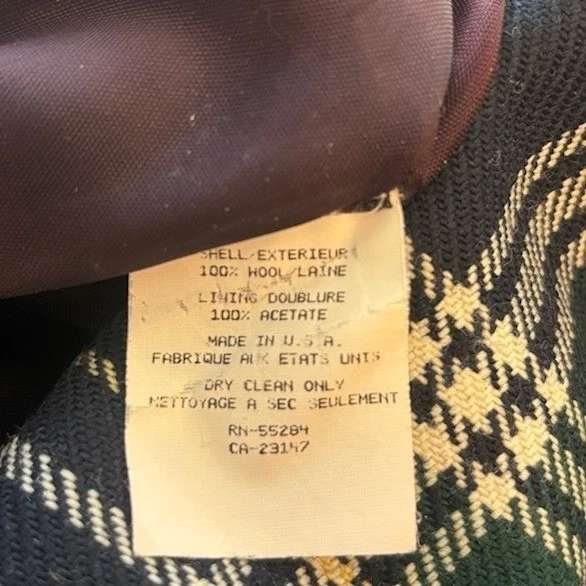 SHELL/EXTERIEUR
100% WOOL/LAINE
LINING/DOUBLURE
100% ACETATE
MADE IN U.S.A.
FABRIQUE AUX ETATS UNIS
DRY CLEAN ONLY
NETTOYAGE A SEC SEULEMENT
RN-55284
CA-23147